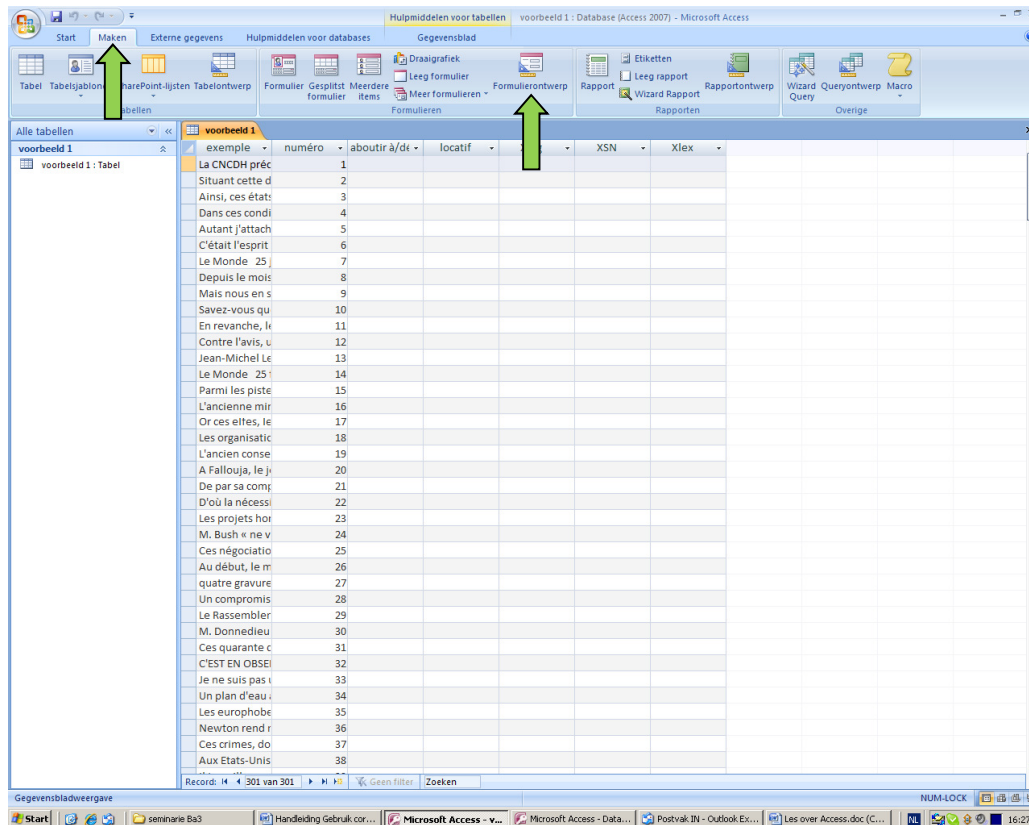 Hulpmiddelen voor tabellen voorbeeld 1 : Database (Access 2007) - Microsoft Access
Start Maken Externe gegevens Hulpmiddelen voor databases Gegevensblad
Tabel Tabelsjablone harePoint-lijsten Tabelontwerp
Tabellen
Formulier Gesplitst formulier Meerdere items
Draaigrafiek
Leeg formulier
Meer formulieren
Formulierontwerp
Formulieren
Rapport
Etiketten
Leeg rapport
Wizard Rapport
Rapportontwerp
Rapporten
Wizard Query Queryontwerp Macro
Overige
Alle tabellen
voorbeeld 1
voorbeeld 1 : Tabel
voorbeeld 1
exemple numéro aboutir à/dé locatif XSN Xlex
La CNCDH préc 1
Situant cette d 2
Ainsi, ces états 3
Dans ces condi 4
Autant j'attach 5
C'était l'esprit 6
Le Monde 25 j 7
Depuis le mois 8
Mais nous en s 9
Savez-vous qu 10
En revanche, le 11
Contre l'avis, u 12
Jean-Michel Le 13
Le Monde 25 f 14
Parmi les piste 15
L'ancienne min 16
Or ces eltes, le 17
Les organisatic 18
L'ancien conse 19
A Fallouja, le j 20
De par sa comp 21
D'où la nécessi 22
Les projets hor 23
M. Bush « ne v 24
Ces négociatio 25
Au début, le m 26
quatre gravure 27
Un compromis 28
Le Rassembler 29
M. Donnedieu 30
Ces quarante c 31
C'EST EN OBSE 32
Je ne suis pas 33
Un plan d'eau 34
Les europhobe 35
Newton rend r 36
Ces crimes, do 37
Aux Etats-Unis 38
Record: 301 van 301 Geen filter Zoeken
Gegevensbladweergave NUM-LOCK
Start seminarie Ba3 Handleiding Gebruik cor... Microsoft Access - v... Microsoft Access - Data... Postvak IN - Outlook Ex... Les over Access.doc (C... NL 16:27